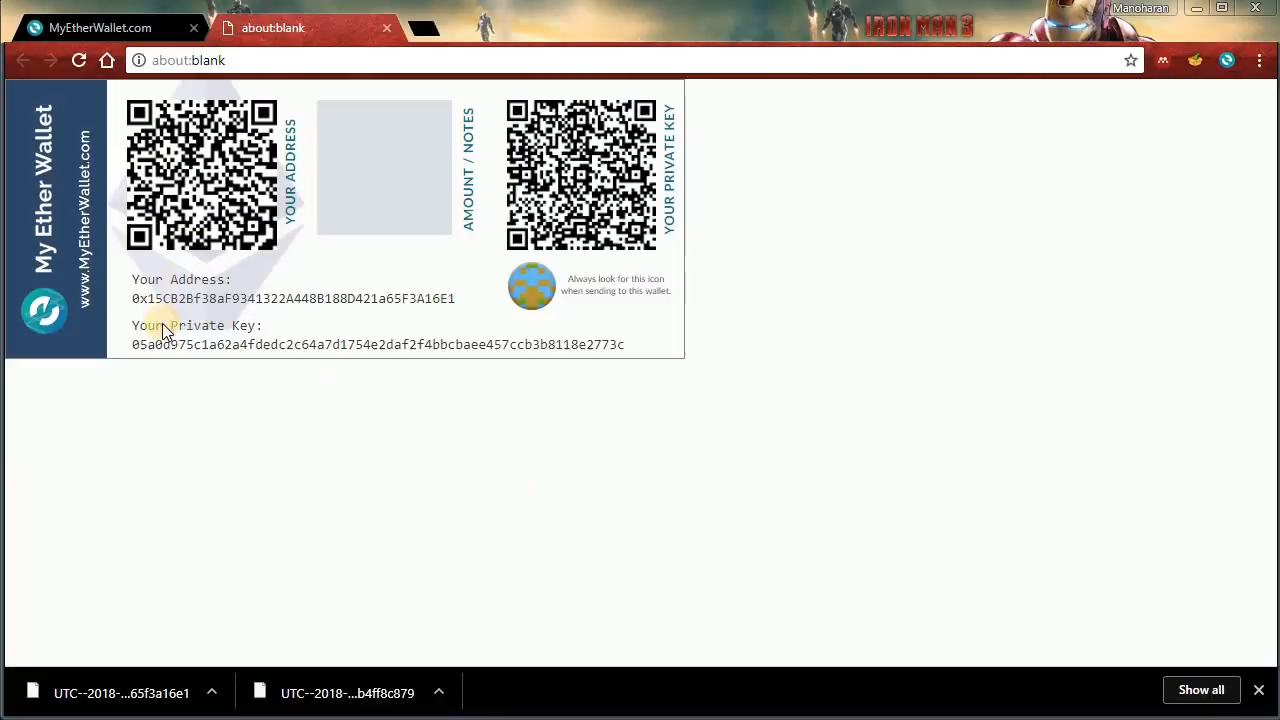 Manoharan
IRON MAN 3
MyEtherWallet.com
about:blank
about:blank
My Ether Wallet
www.MyEtherWallet.com
YOUR ADDRESS
AMOUNT / NOTES
YOUR PRIVATE KEY
Your Address:
0x15CB2Bf38aF9341322A448B188D421a65F3A16E1
Always look for this icon
when sending to this wallet.
Your Private Key:
05a0d975c1a62a4fdedc2c64a7d1754e2daf2f4bbcbaee457ccb3b8118e2773c
UTC--2018-...65f3a16e1
UTC--2018-...b4ff8c879
Show all